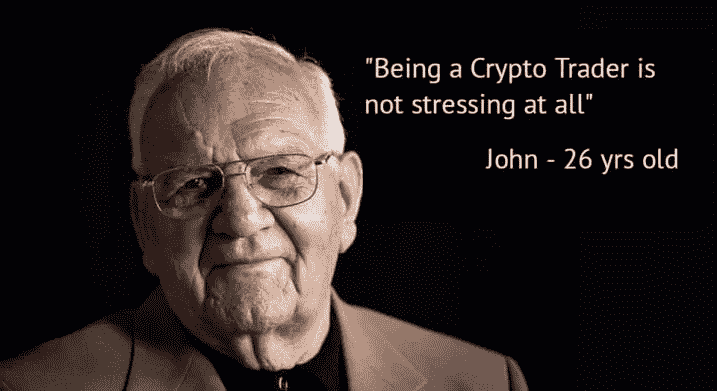 "Being a Crypto Trader is
not stressing at all"
John - 26 yrs old